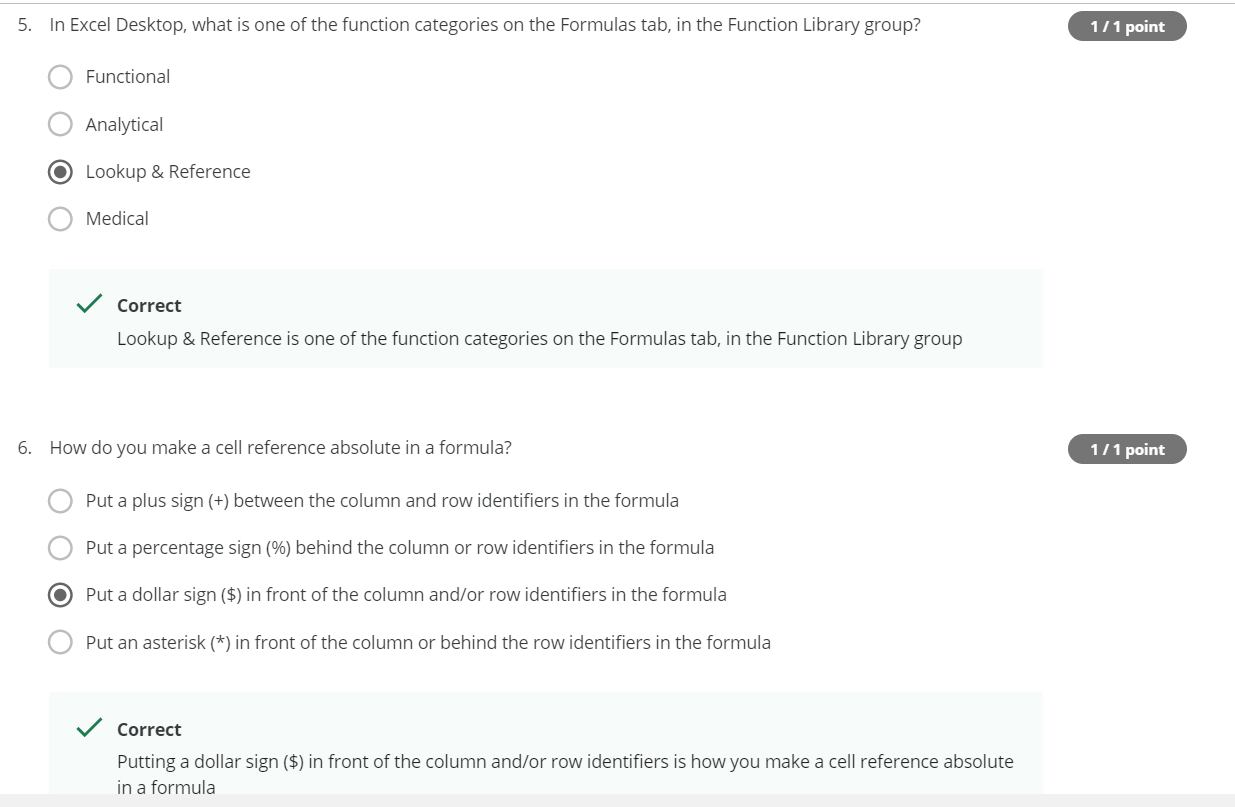 5. In Excel Desktop, what is one of the function categories on the Formulas tab, in the Function Library group?
1 / 1 point
Functional
Analytical
Lookup & Reference
Medical
Correct
Lookup & Reference is one of the function categories on the Formulas tab, in the Function Library group
6. How do you make a cell reference absolute in a formula?
1 / 1 point
Put a plus sign (+) between the column and row identifiers in the formula
Put a percentage sign (%) behind the column or row identifiers in the formula
Put a dollar sign ($) in front of the column and/or row identifiers in the formula
Put an asterisk (*) in front of the column or behind the row identifiers in the formula
Correct
Putting a dollar sign ($) in front of the column and/or row identifiers is how you make a cell reference absolute
in a formula